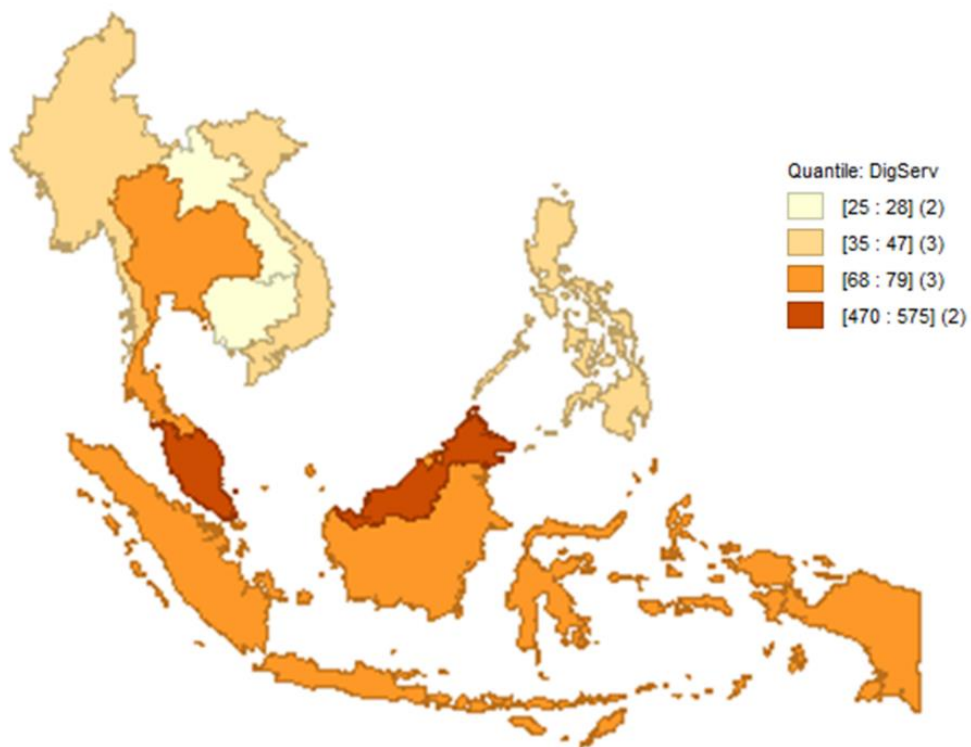 Quantile: DigServ
[25 : 28] (2)
[35 : 47] (3)
[68 : 79] (3)
[470 : 575] (2)